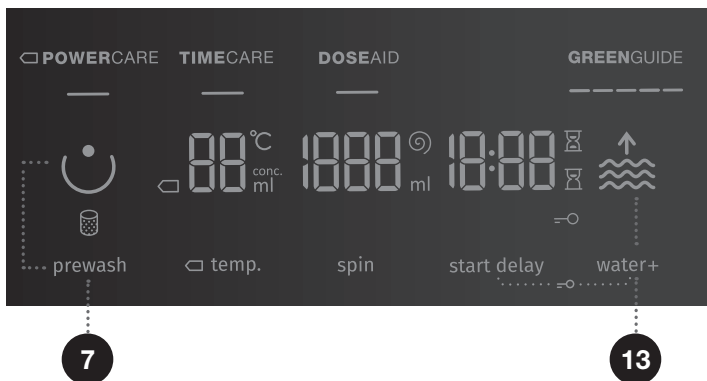 POWERCARE TIMECARE DOSEAID GREENGUIDE
88 °C conc. ml 1888 ml 18:88
prewash temp. spin start delay water+
7 13